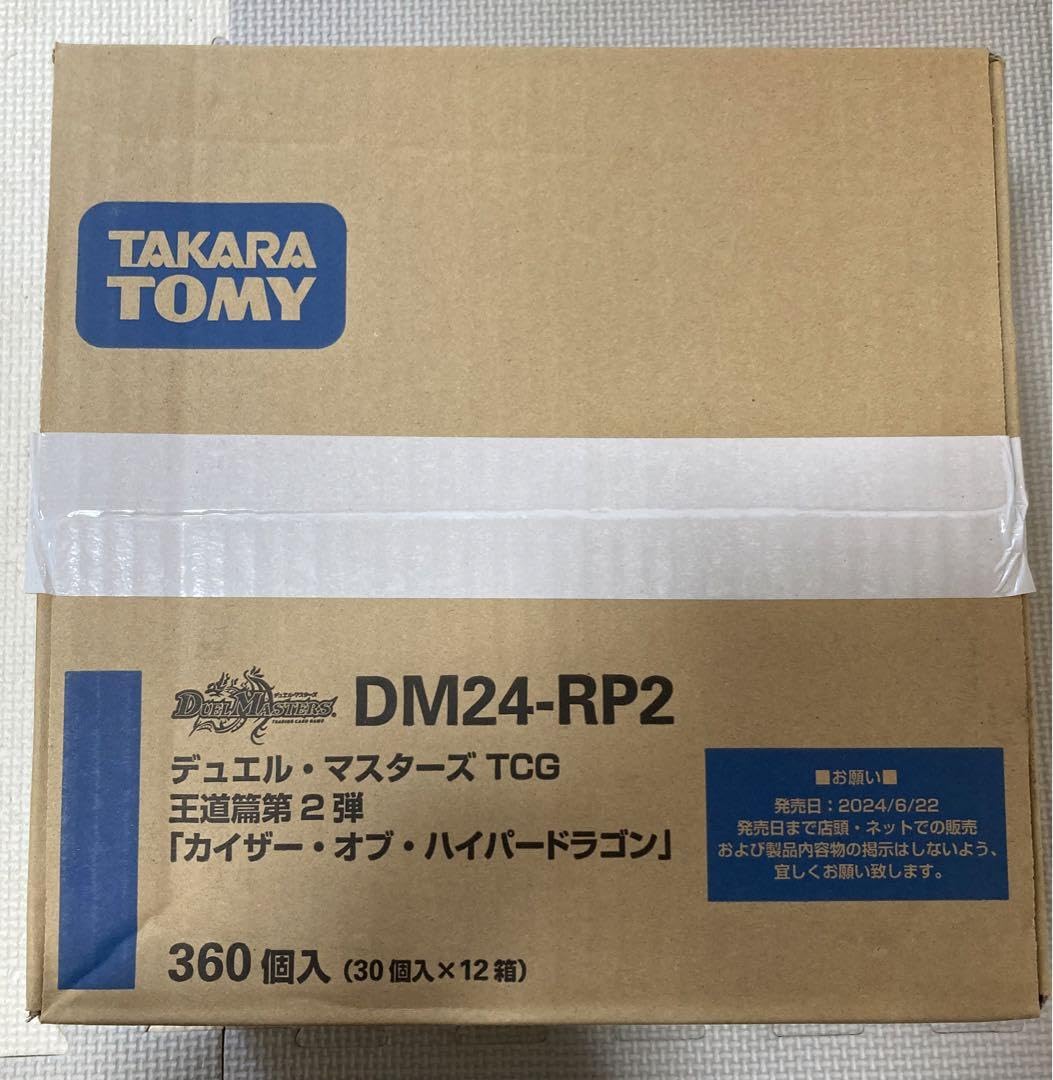 TAKARA
TOMY
デュエル・マスターズ
DUEL MASTERS
TRADING CARD GAME
DM24-RP2
デュエル・マスターズ TCG
王道篇第2弾
「カイザー・オブ・ハイパードラゴン」
■お願い■
発売日：2024/6/22
発売日まで店頭・ネットでの販売
および製品内容物の掲示はしないよう、
宜しくお願い致します。
360個入（30個入×12箱）